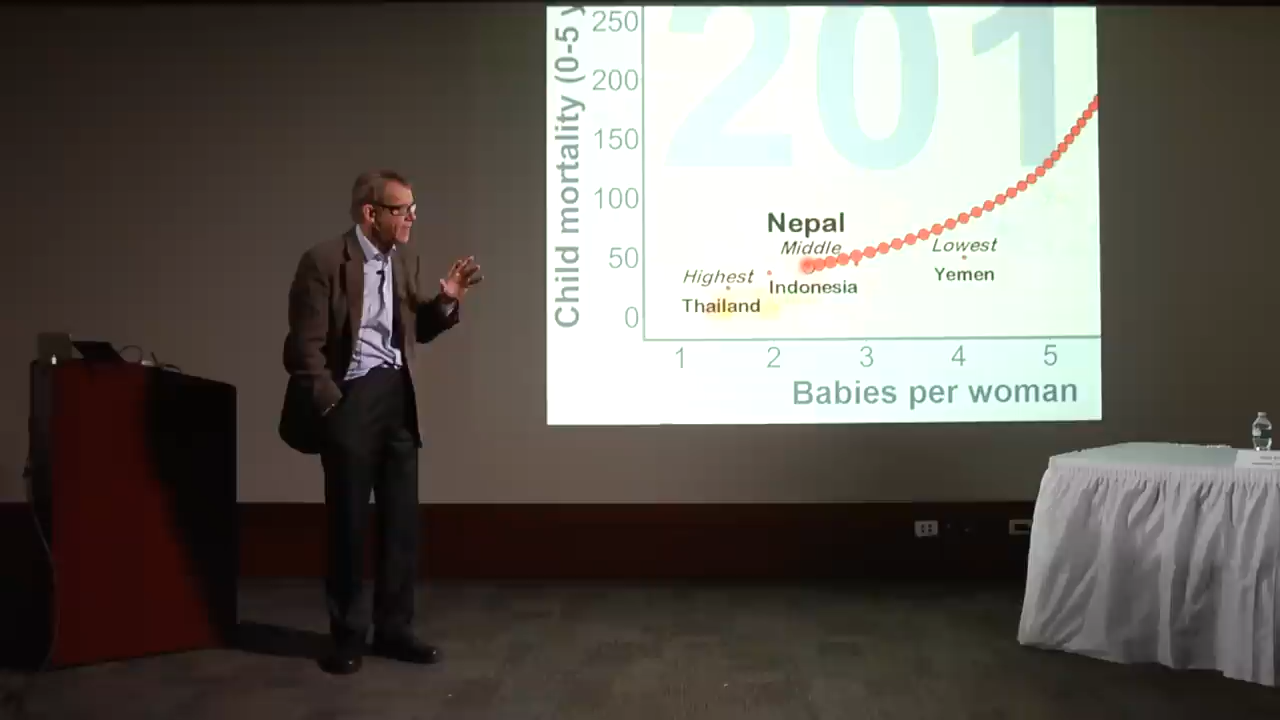 Child mortality (0-5 y
250
200
150
100
50
0
201
Nepal
Middle
Highest
Thailand
Indonesia
Lowest
Yemen
1 2 3 4 5
Babies per woman